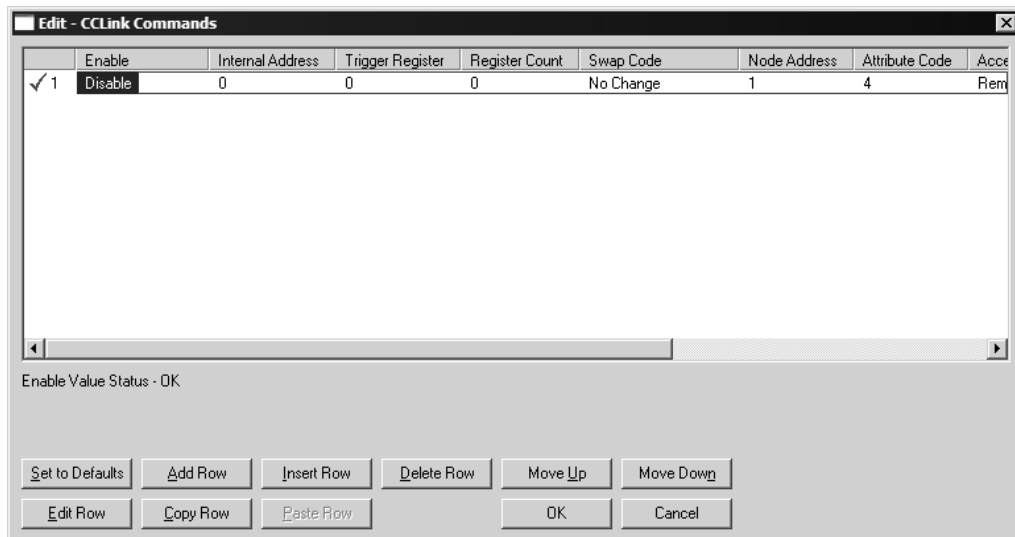 Edit - CCLink Commands
Enable Internal Address Trigger Register Register Count Swap Code Node Address Attribute Code Acce
1 Disable 0 0 0 No Change 1 4 Rem
Enable Value Status - OK
Set to Defaults Add Row Insert Row Delete Row Move Up Move Down
Edit Row Copy Row Paste Row OK Cancel